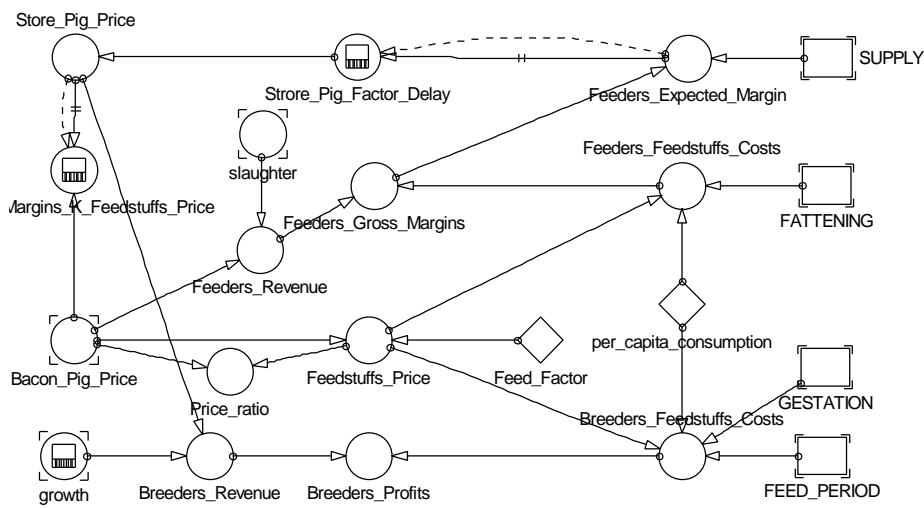 Store_Pig_Price
SUPPLY
Strore_Pig_Factor_Delay
Feeders_Expected_Margin
Feeders_Feedstuffs_Costs
slaughter
Margins_K_Feedstuffs_Price
Feeders_Gross_Margins
FATTENING
Feeders_Revenue
per_capita_consumption
Bacon_Pig_Price
Feedstuffs_Price
Feed_Factor
Price_ratio
GESTATION
Breeders_Feedstuffs_Costs
growth
Breeders_Revenue
Breeders_Profits
FEED_PERIOD